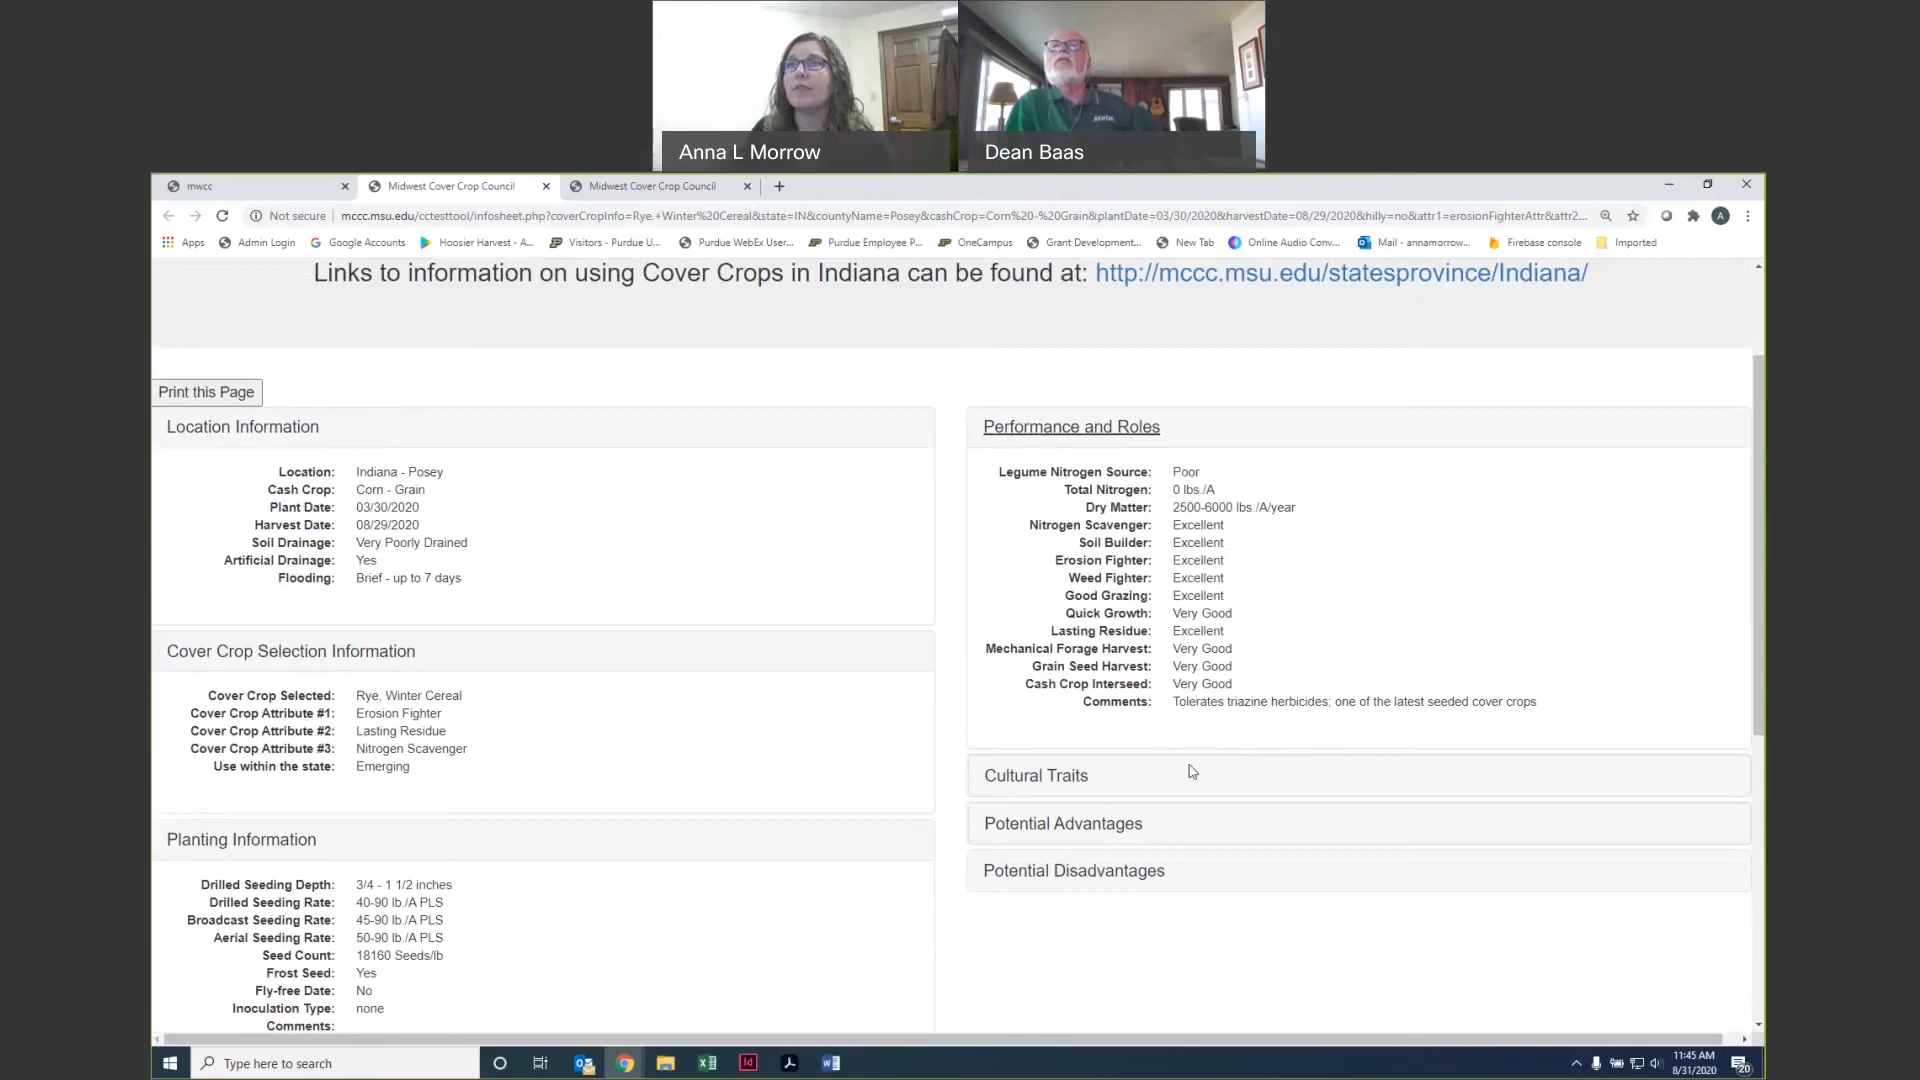 Anna L Morrow
Dean Baas
mwcc
Midwest Cover Crop Council
Midwest Cover Crop Council
Not secure
mccc.msu.edu/cctesttool/infosheet.php?coverCropInfo=Rye,+Winter%20Cereal&state=IN&countyName=Posey&cashCrop=Corn%20-%20Grain&plantDate=03/30/2020&harvestDate=08/29/2020&hilly=no&attr1=erosionFighterAttr&attr2...
A
Apps
Admin Login
Google Accounts
Hoosier Harvest - A...
Visitors - Purdue U...
Purdue WebEx User...
Purdue Employee P...
OneCampus
Grant Development...
New Tab
Online Audio Conv...
Mail - annamorrow...
Firebase console
Imported
Links to information on using Cover Crops in Indiana can be found at: http://mccc.msu.edu/statesprovince/Indiana/
Print this Page
Location Information
Location: Indiana - Posey
Cash Crop: Corn - Grain
Plant Date: 03/30/2020
Harvest Date: 08/29/2020
Soil Drainage: Very Poorly Drained
Artificial Drainage: Yes
Flooding: Brief - up to 7 days
Cover Crop Selection Information
Cover Crop Selected: Rye, Winter Cereal
Cover Crop Attribute #1: Erosion Fighter
Cover Crop Attribute #2: Lasting Residue
Cover Crop Attribute #3: Nitrogen Scavenger
Use within the state: Emerging
Planting Information
Drilled Seeding Depth: 3/4 - 1 1/2 inches
Drilled Seeding Rate: 40-90 lb./A PLS
Broadcast Seeding Rate: 45-90 lb./A PLS
Aerial Seeding Rate: 50-90 lb./A PLS
Seed Count: 18160 Seeds/lb
Frost Seed: Yes
Fly-free Date: No
Inoculation Type: none
Comments:
Performance and Roles
Legume Nitrogen Source: Poor
Total Nitrogen: 0 lbs./A
Dry Matter: 2500-6000 lbs./A/year
Nitrogen Scavenger: Excellent
Soil Builder: Excellent
Erosion Fighter: Excellent
Weed Fighter: Excellent
Good Grazing: Excellent
Quick Growth: Very Good
Lasting Residue: Excellent
Mechanical Forage Harvest: Very Good
Grain Seed Harvest: Very Good
Cash Crop Interseed: Very Good
Comments: Tolerates triazine herbicides; one of the latest seeded cover crops
Cultural Traits
Potential Advantages
Potential Disadvantages
Type here to search
11:45 AM
8/31/2020
20